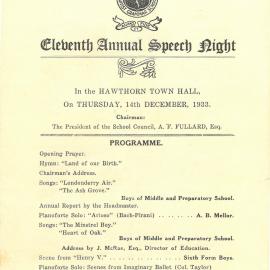 Eleventh Annual Speech Night
In the HAWTHORN TOWN HALL,
On THURSDAY, 14th DECEMBER, 1933.
Chairman:
The President of the School Council, A. F. FULLARD, Esq.
PROGRAMME.
Opening Prayer.
Hymn: "Land of our Birth."
Chairman's Address.
Songs: "Londonderry Air."
"The Ash Grove."
Boys of Middle and Preparatory School.
Annual Report by the Headmaster.
Pianoforte Solo: "Arioso" (Bach-Pirani) .. .. .. .. A. B. Mellor.
Songs: "The Minstrel Boy."
"Heart of Oak."
Boys of Middle and Preparatory School.
Address by J. McRae, Esq., Director of Education.
Scene from "Henry V." .. .. .. .. .. .. Sixth Form Boys.
Pianoforte Solo: Scenes from Imaginary Ballet (Col. Taylor)